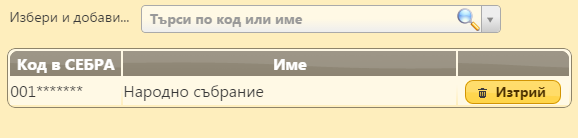 Избери и добави... Търси по код или име
Код в СЕБРА Име
001******* Народно събрание Изтрий